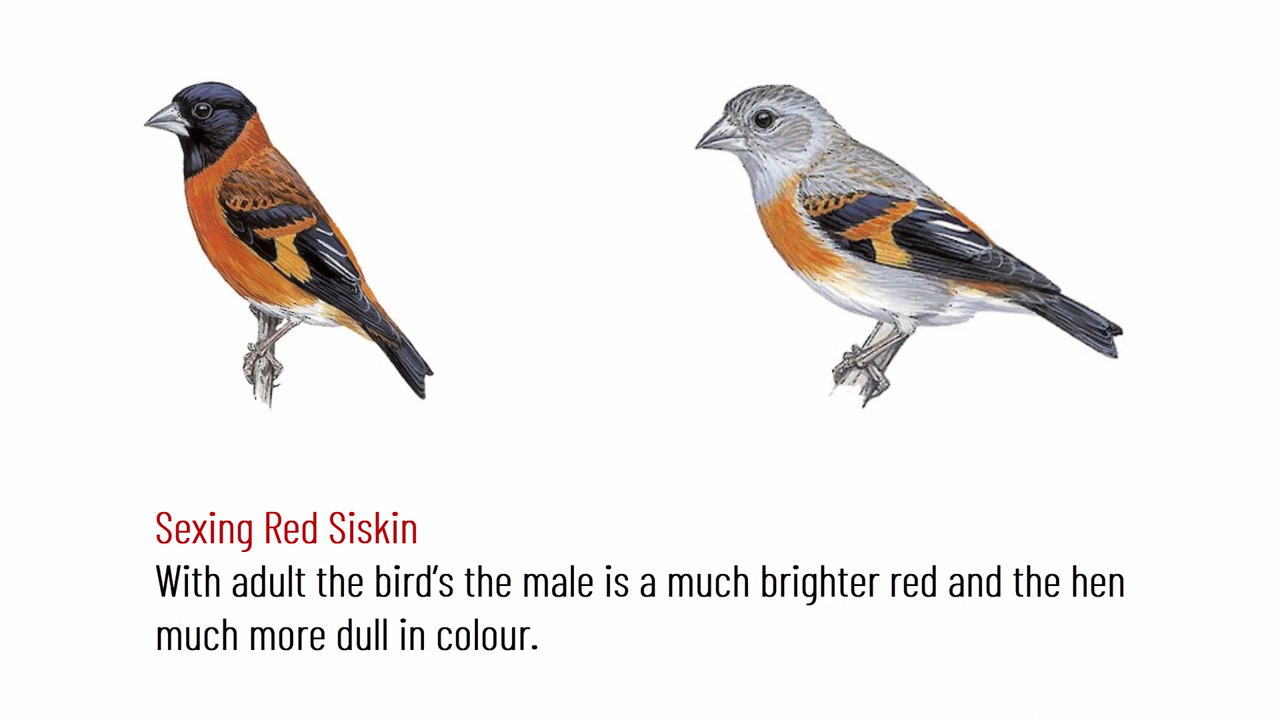 Sexing Red Siskin
With adult the bird’s the male is a much brighter red and the hen
much more dull in colour.